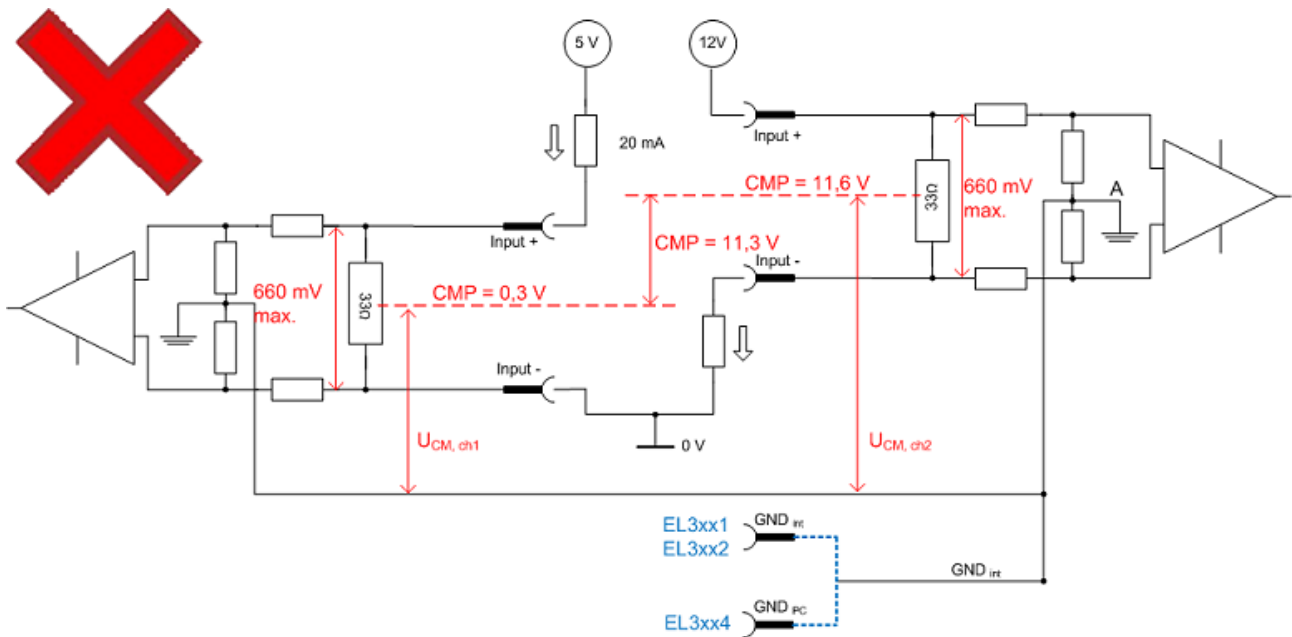 5 V
12V
20 mA
Input +
CMP = 11,6 V
33Ω
660 mV
max.
A
Input +
CMP = 11,3 V
Input -
660 mV
max.
33Ω
CMP = 0,3 V
Input -
0 V
UCM, ch1
UCM, ch2
EL3xx1
EL3xx2
GND int
GND int
EL3xx4
GND PC